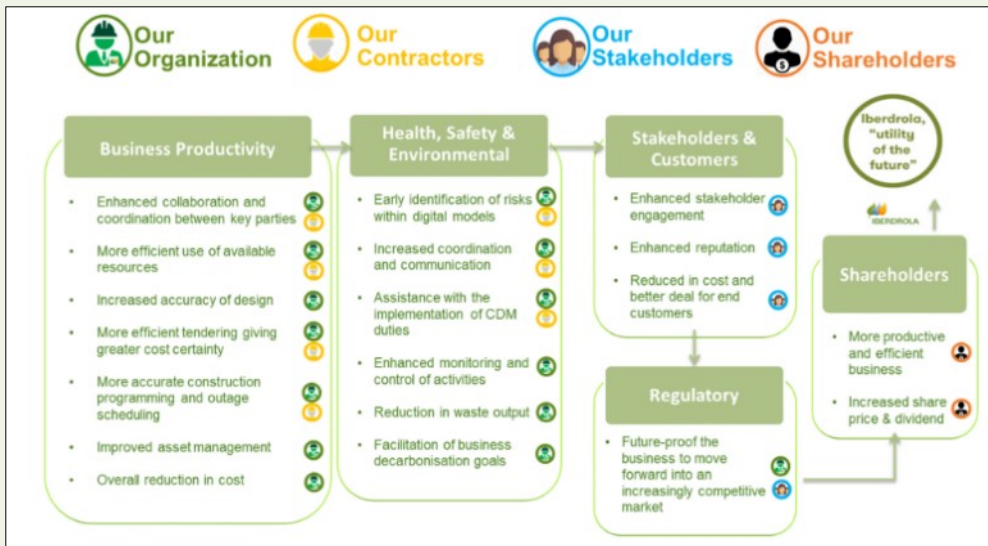 Our
Organization
Our
Contractors
Our
Stakeholders
Our
Shareholders
Business Productivity
Enhanced collaboration and
coordination between key parties
More efficient use of available
resources
Increased accuracy of design
More efficient tendering giving
greater cost certainty
More accurate construction
programming and outage
scheduling
Improved asset management
Overall reduction in cost
Health, Safety &
Environmental
Early identification of risks
within digital models
Increased coordination
and communication
Assistance with the
implementation of CDM
duties
Enhanced monitoring and
control of activities
Reduction in waste output
Facilitation of business
decarbonisation goals
Stakeholders &
Customers
Enhanced stakeholder
engagement
Enhanced reputation
Reduced in cost and
better deal for end
customers
Regulatory
Future-proof the
business to move
forward into an
increasingly competitive
market
Iberdrola,
"utility
of the
future"
IBERDROLA
Shareholders
More productive
and efficient
business
Increased share
price & dividend